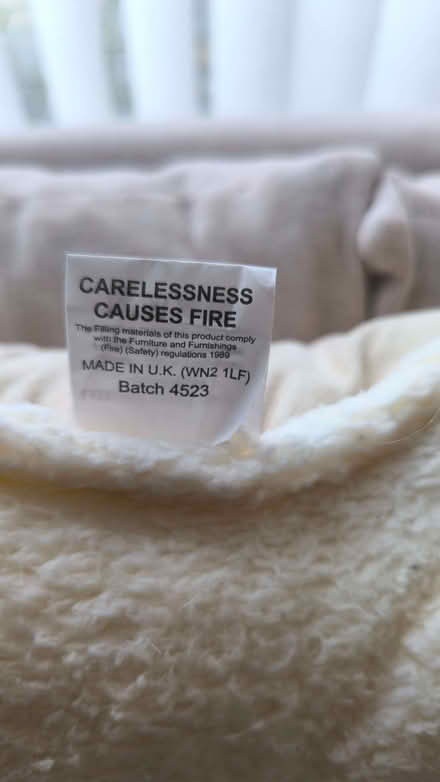 CARELESSNESS
CAUSES FIRE
The Filling materials of this product comply
with the Furniture and Furnishings
(Fire) (Safety) regulations 1989
MADE IN U.K. (WN2 1LF)
Batch 4523